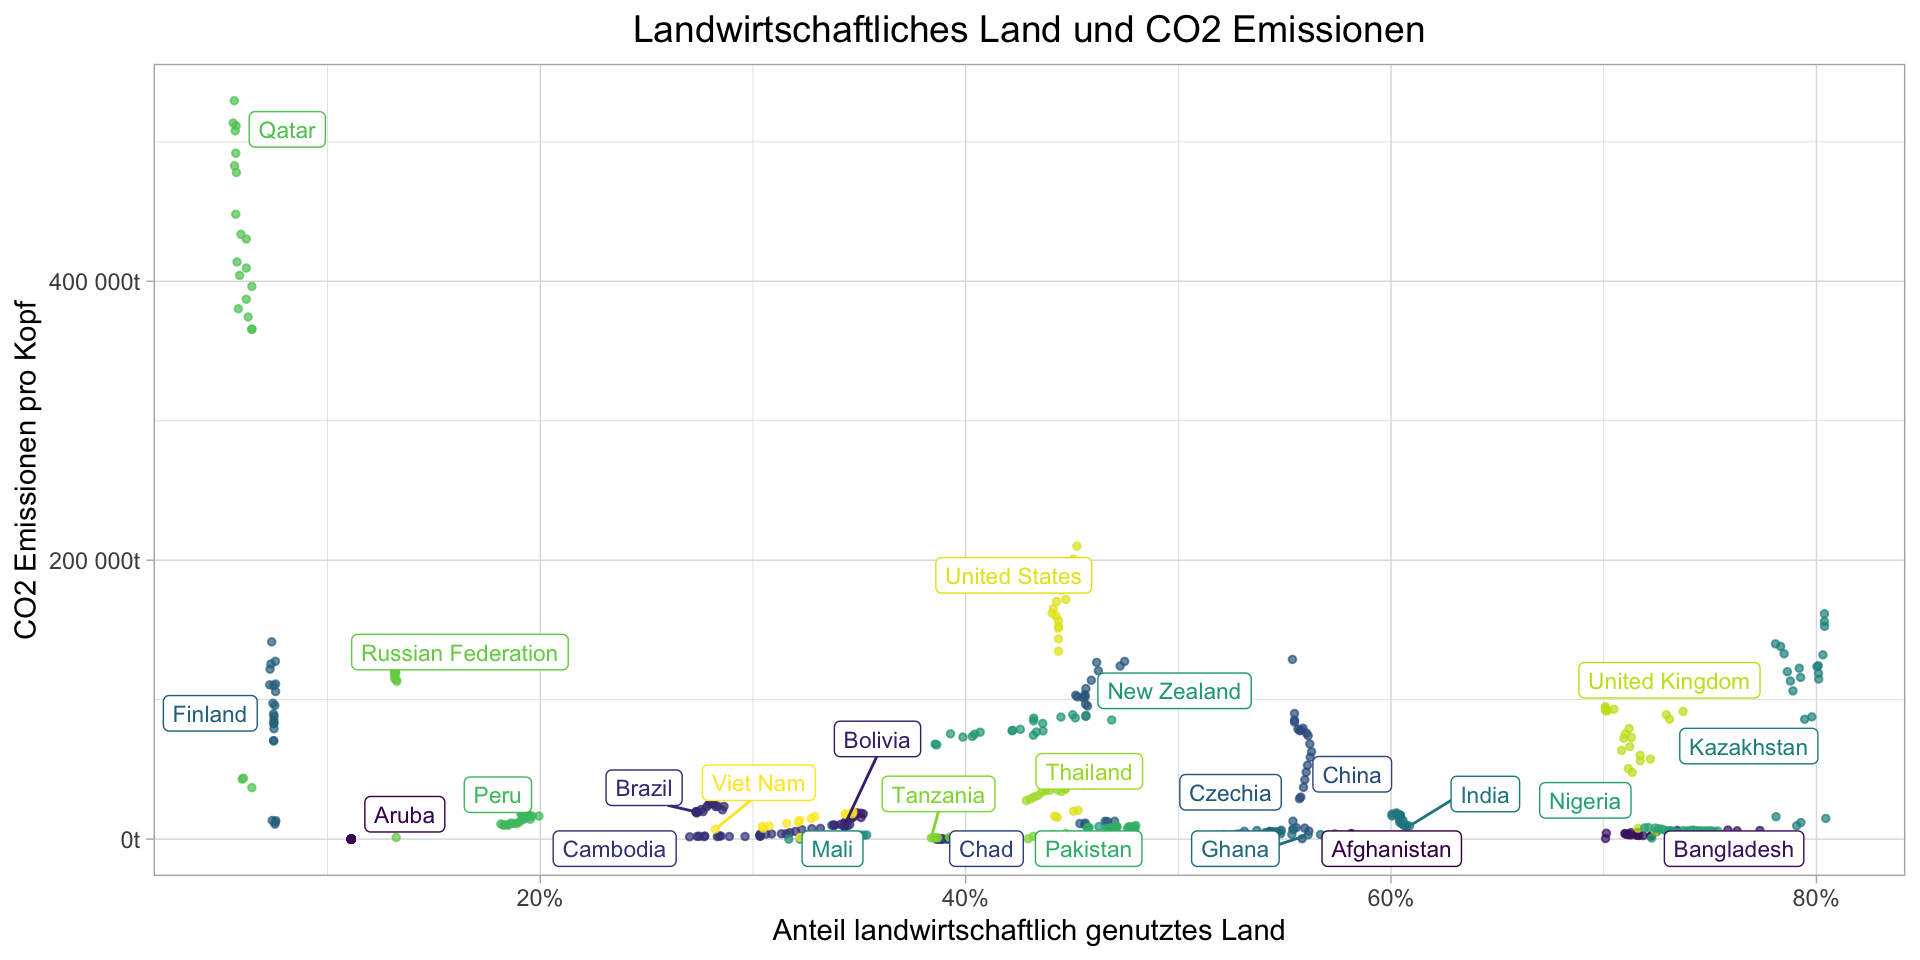 Landwirtschaftliches Land und CO2 Emissionen
CO2 Emissionen pro Kopf
400 000t
200 000t
0t
Qatar
United States
Russian Federation
Finland
New Zealand
United Kingdom
Bolivia
Kazakhstan
Thailand
China
Brazil
Viet Nam
Peru
Tanzania
Czechia
India
Nigeria
Aruba
Cambodia
Mali
Chad
Pakistan
Ghana
Afghanistan
Bangladesh
20%
40%
60%
80%
Anteil landwirtschaftlich genutztes Land